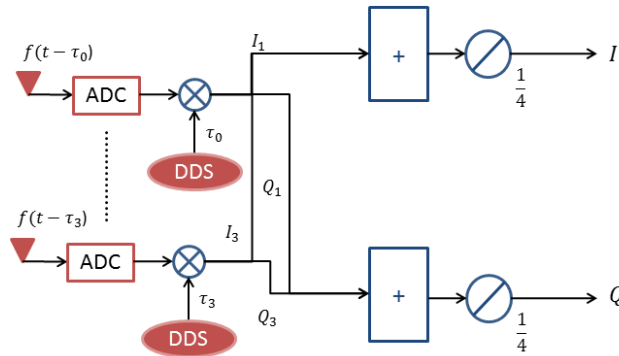 f(t − τ₀)
I₁
I
ADC
+
1/4
τ₀
DDS
Q₁
f(t − τ₃)
I₃
ADC
+
Q
τ₃
Q₃
1/4
DDS